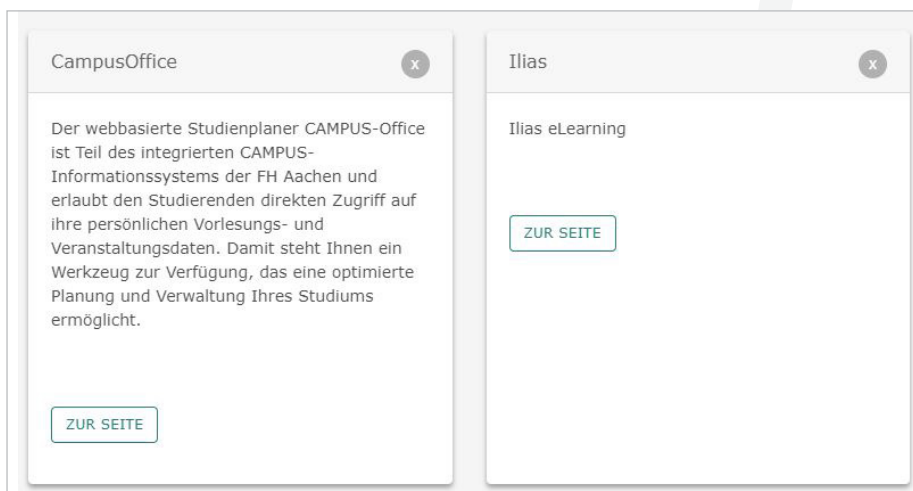 CampusOffice
x
Der webbasierte Studienplaner CAMPUS-Office
ist Teil des integrierten CAMPUS-
Informationssystems der FH Aachen und
erlaubt den Studierenden direkten Zugriff auf
ihre persönlichen Vorlesungs- und
Veranstaltungsdaten. Damit steht Ihnen ein
Werkzeug zur Verfügung, das eine optimierte
Planung und Verwaltung Ihres Studiums
ermöglicht.
ZUR SEITE
Ilias
x
Ilias eLearning
ZUR SEITE